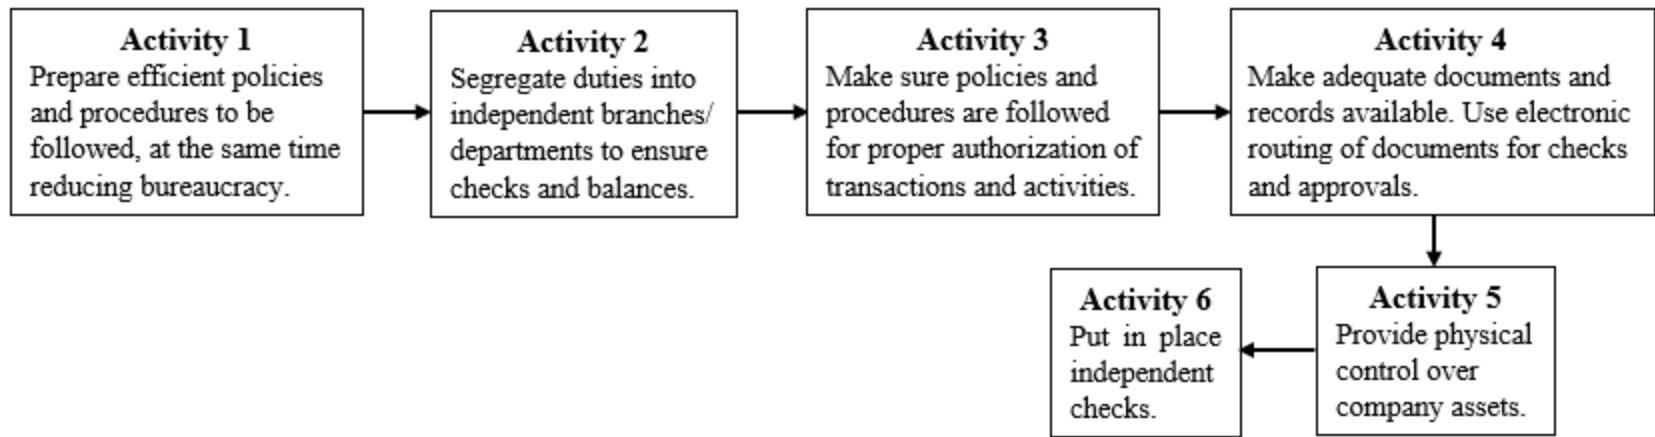 Activity 1
Prepare efficient policies
and procedures to be
followed, at the same time
reducing bureaucracy.
Activity 2
Segregate duties into
independent branches/
departments to ensure
checks and balances.
Activity 3
Make sure policies and
procedures are followed
for proper authorization of
transactions and activities.
Activity 4
Make adequate documents and
records available. Use electronic
routing of documents for checks
and approvals.
Activity 5
Provide physical
control over
company assets.
Activity 6
Put in place
independent
checks.